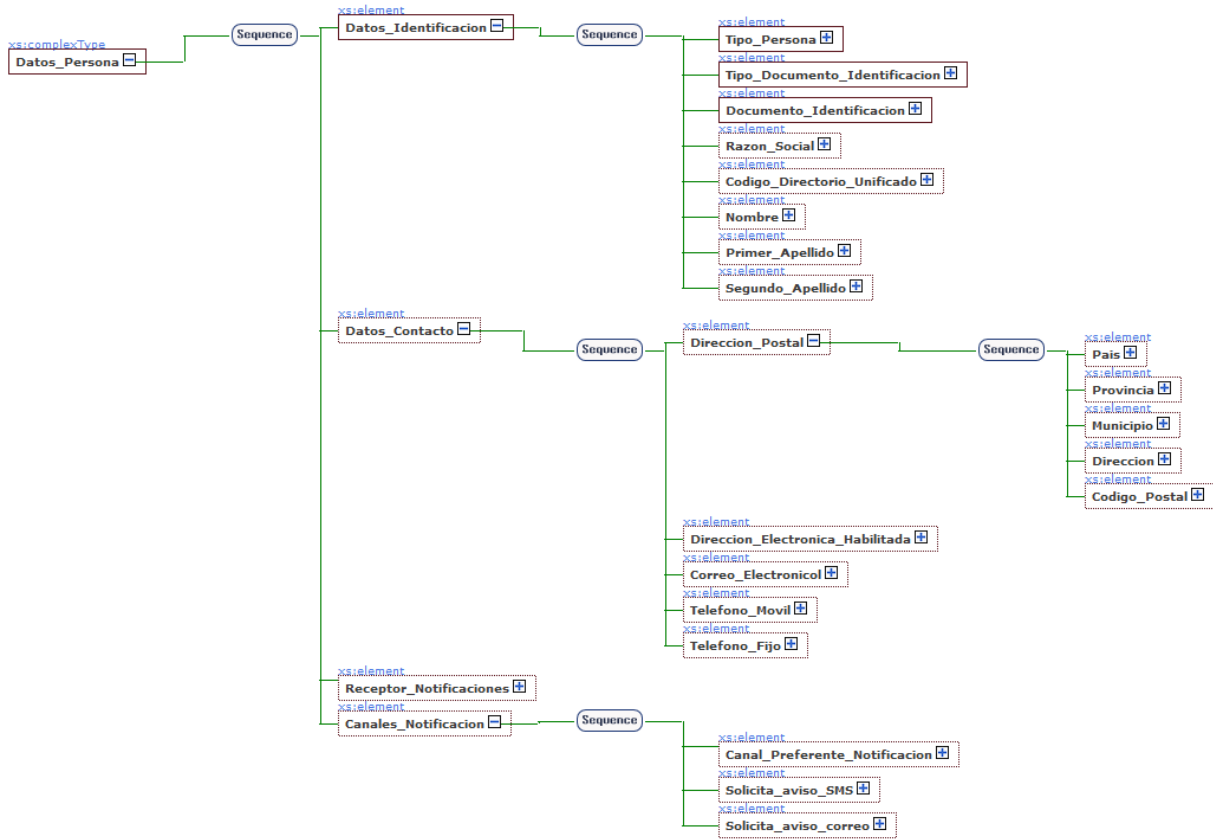 xs:complexType
Datos_Persona
Sequence
xs:element
Datos_Identificacion
Sequence
xs:element
Tipo_Persona
xs:element
Tipo_Documento_Identificacion
xs:element
Documento_Identificacion
xs:element
Razon_Social
xs:element
Codigo_Directorio_Unificado
xs:element
Nombre
xs:element
Primer_Apellido
xs:element
Segundo_Apellido
xs:element
Datos_Contacto
Sequence
xs:element
Direccion_Postal
Sequence
xs:element
Pais
xs:element
Provincia
xs:element
Municipio
xs:element
Direccion
xs:element
Codigo_Postal
xs:element
Direccion_Electronica_Habilitada
xs:element
Correo_Electronicol
xs:element
Telefono_Movil
xs:element
Telefono_Fijo
xs:element
Receptor_Notificaciones
xs:element
Canales_Notificacion
Sequence
xs:element
Canal_Preferente_Notificacion
xs:element
Solicita_aviso_SMS
xs:element
Solicita_aviso_correo